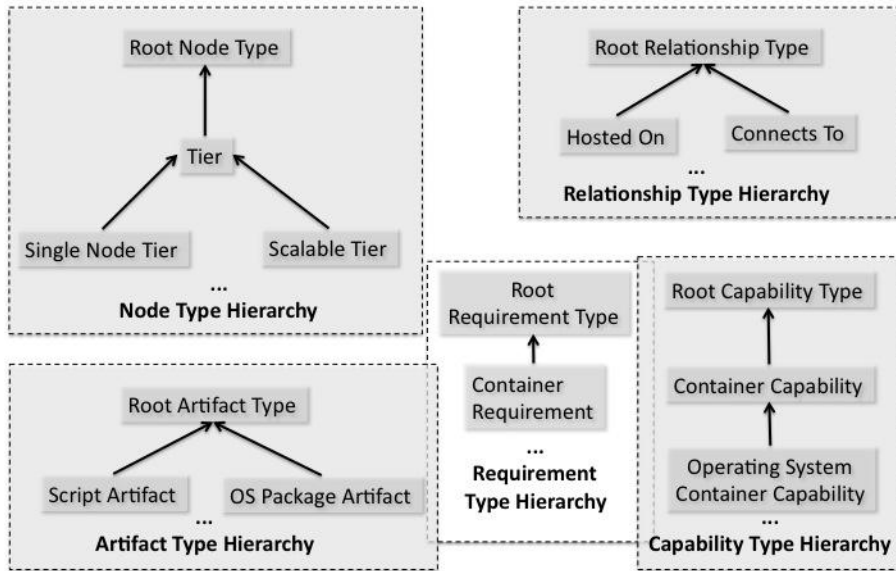 Root Node Type
Tier
Single Node Tier
Scalable Tier
...
Node Type Hierarchy
Root Relationship Type
Hosted On
Connects To
...
Relationship Type Hierarchy
Root Artifact Type
Script Artifact
OS Package Artifact
...
Artifact Type Hierarchy
Root
Requirement Type
Container
Requirement
...
Requirement
Type Hierarchy
Root Capability Type
Container Capability
Operating System
Container Capability
...
Capability Type Hierarchy